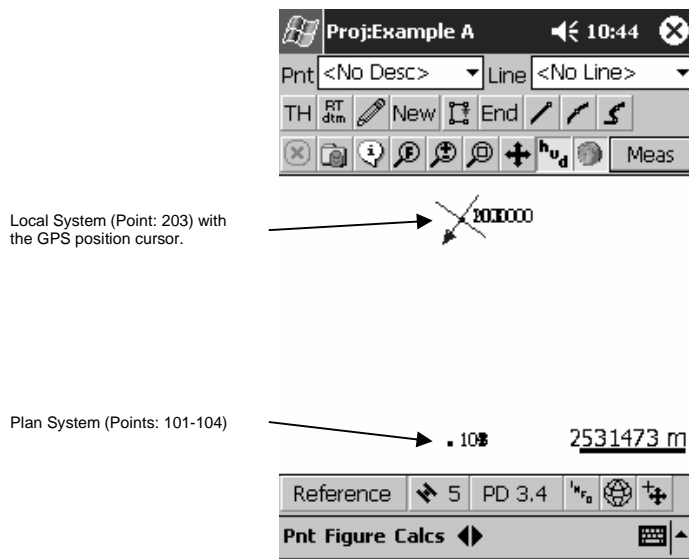 Proj:Example A 10:44
Pnt <No Desc> Line <No Line>
TH RT dtm New End
h u d Meas
Local System (Point: 203) with
the GPS position cursor.
Plan System (Points: 101-104)
2531473 m
Reference 5 PD 3.4 INFO
Pnt Figure Calcs